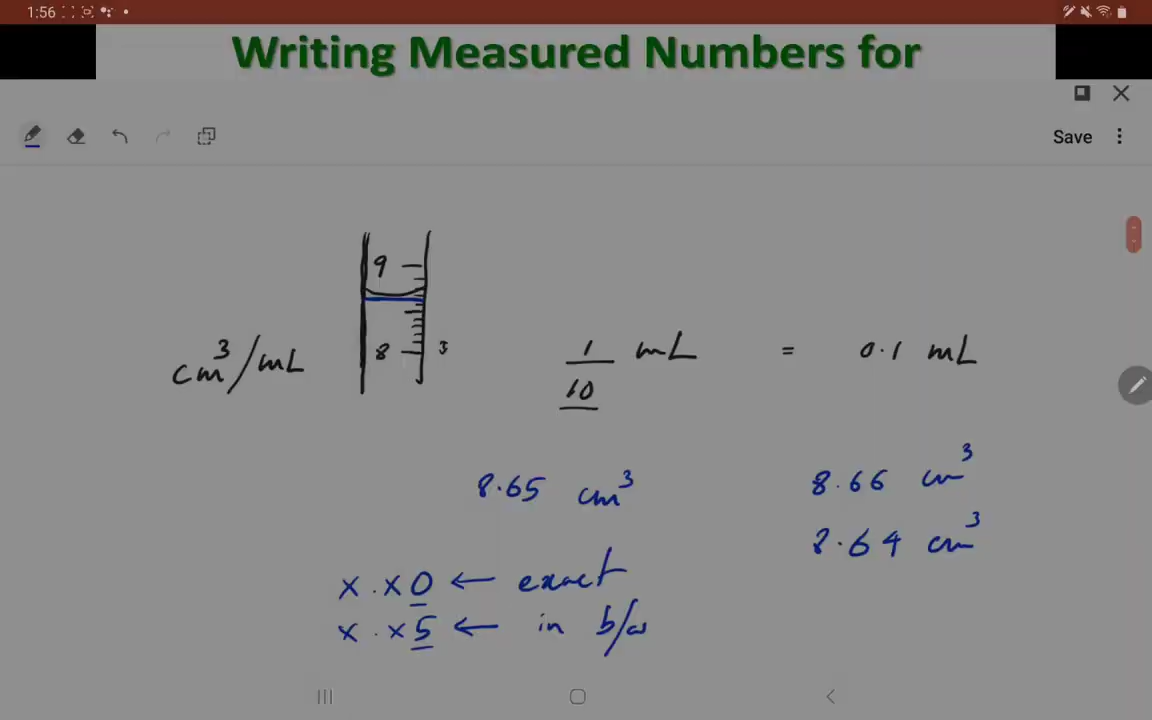 1:56
Writing Measured Numbers for
Save
9
8
cm³/mL
1/10 mL = 0.1 mL
8.65 cm³
8.66 cm³
8.64 cm³
x.x0 ← exact
x.x5 ← in b/w